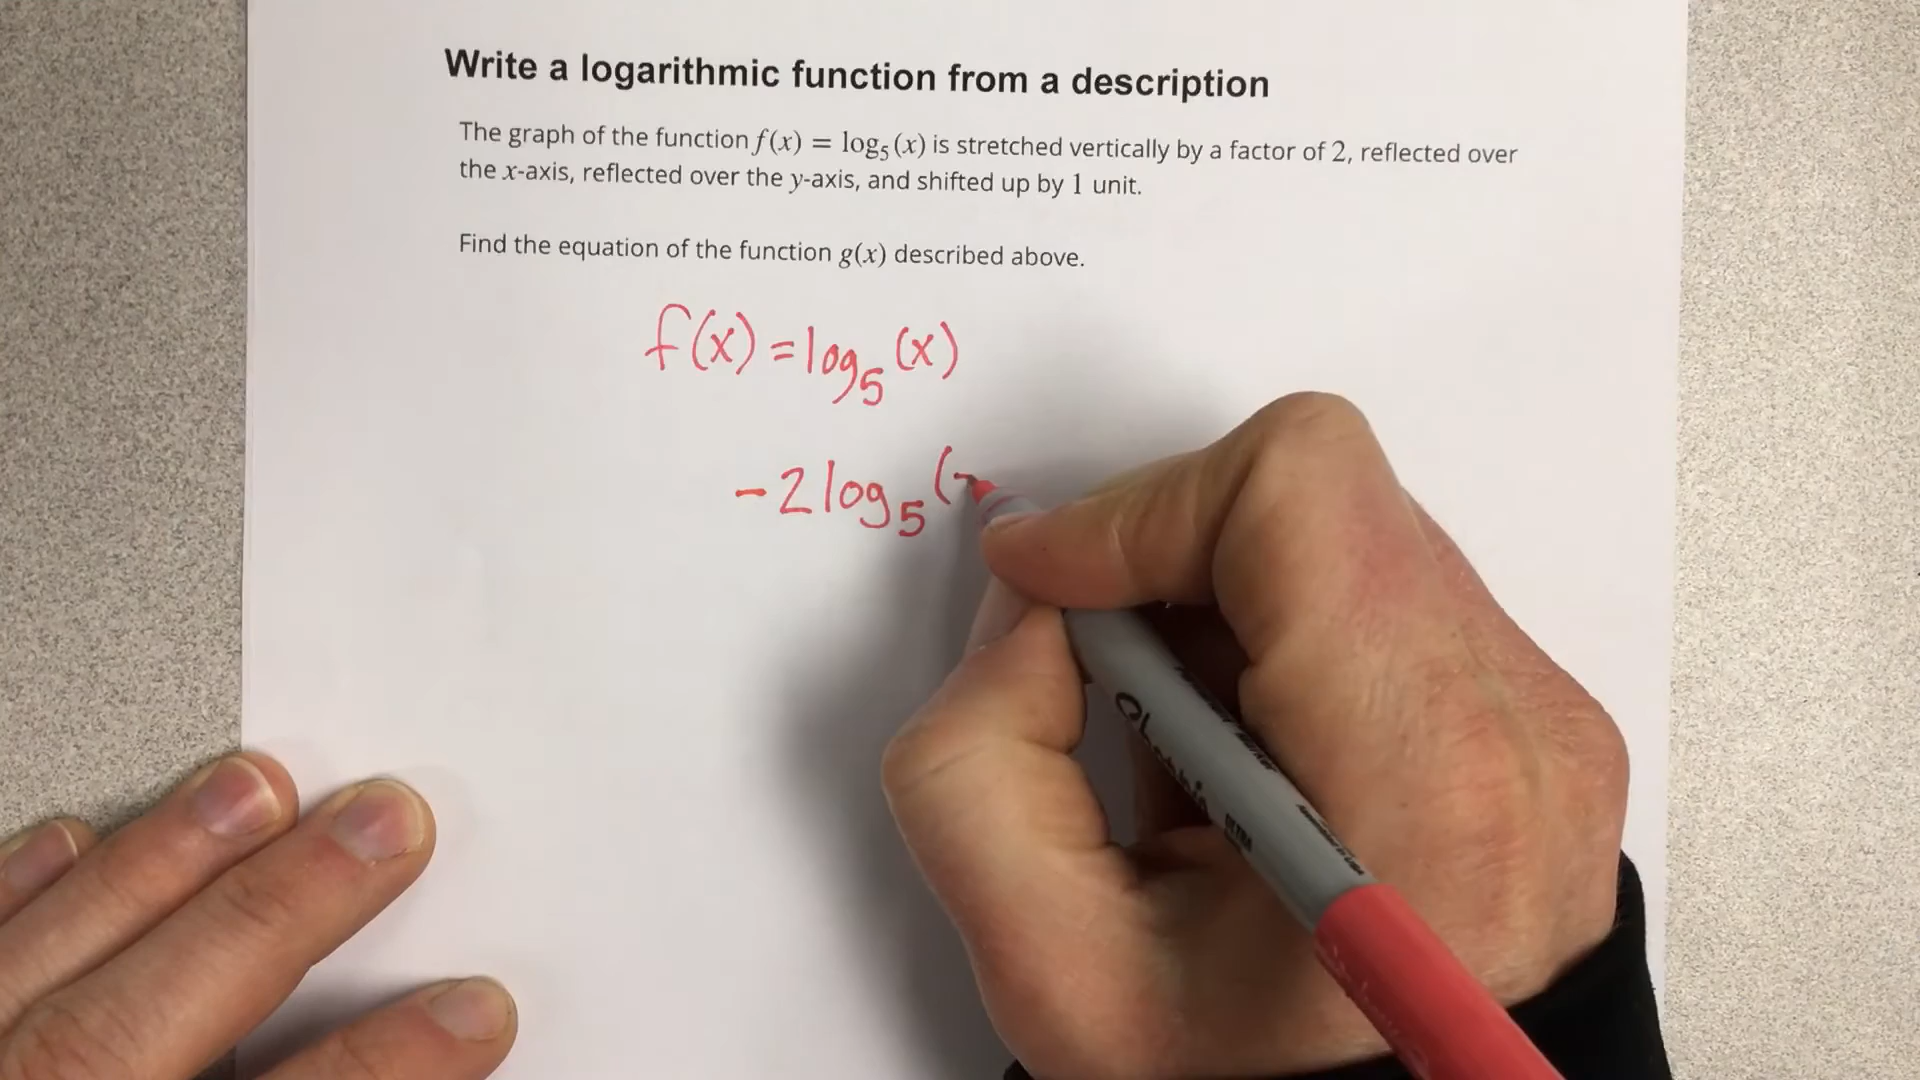 Write a logarithmic function from a description
The graph of the function f(x) = log₅(x) is stretched vertically by a factor of 2, reflected over
the x-axis, reflected over the y-axis, and shifted up by 1 unit.
Find the equation of the function g(x) described above.
f(x) = log₅(x)
-2log₅(-